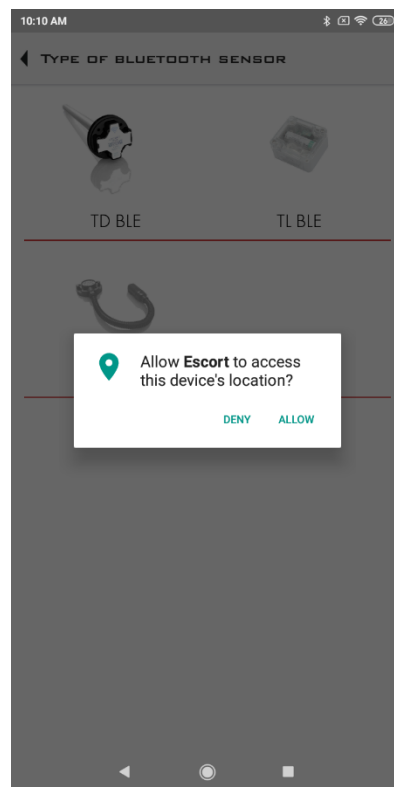 10:10 AM
26
TYPE OF BLUETOOTH SENSOR
TD BLE
TL BLE
Allow Escort to access
this device's location?
DENY
ALLOW